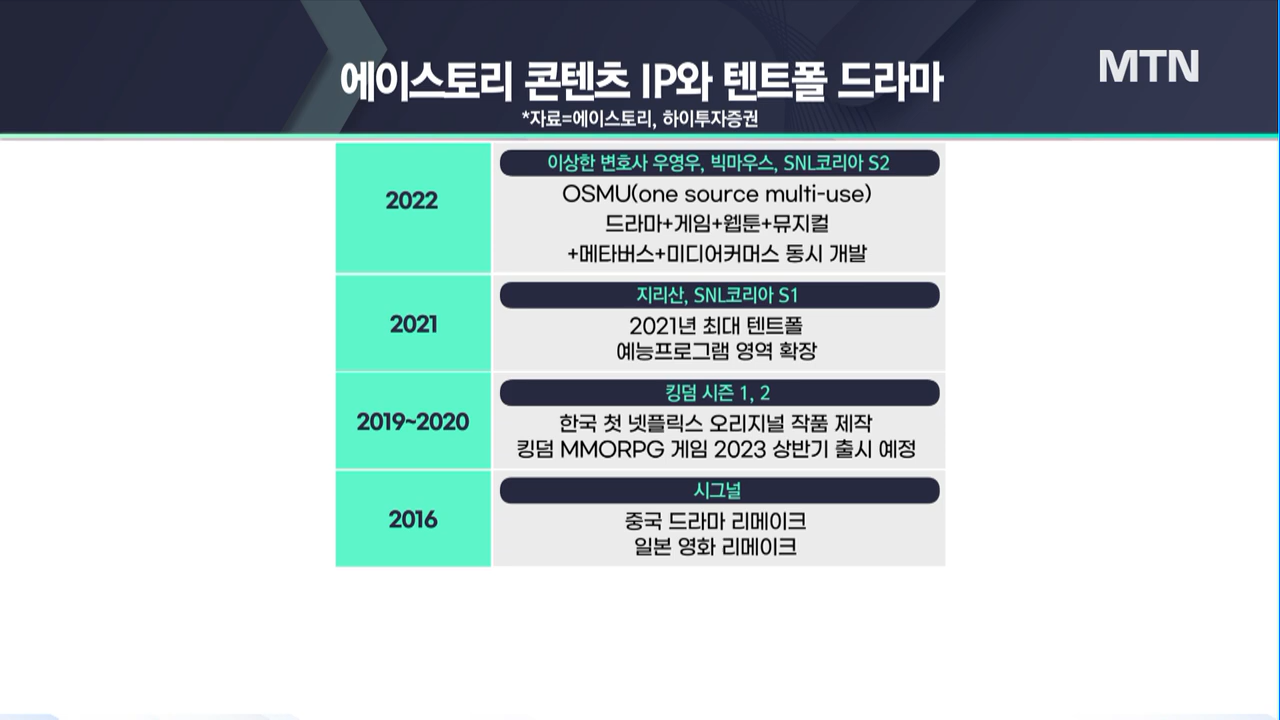 에이스토리 콘텐츠 IP와 텐트폴 드라마
MTN
*자료=에이스토리, 하이투자증권
2022
이상한 변호사 우영우, 빅마우스, SNL코리아 S2
OSMU(one source multi-use)
드라마+게임+웹툰+뮤지컬
+메타버스+미디어커머스 동시 개발
2021
지리산, SNL코리아 S1
2021년 최대 텐트폴
예능프로그램 영역 확장
2019~2020
킹덤 시즌 1, 2
한국 첫 넷플릭스 오리지널 작품 제작
킹덤 MMORPG 게임 2023 상반기 출시 예정
2016
시그널
중국 드라마 리메이크
일본 영화 리메이크